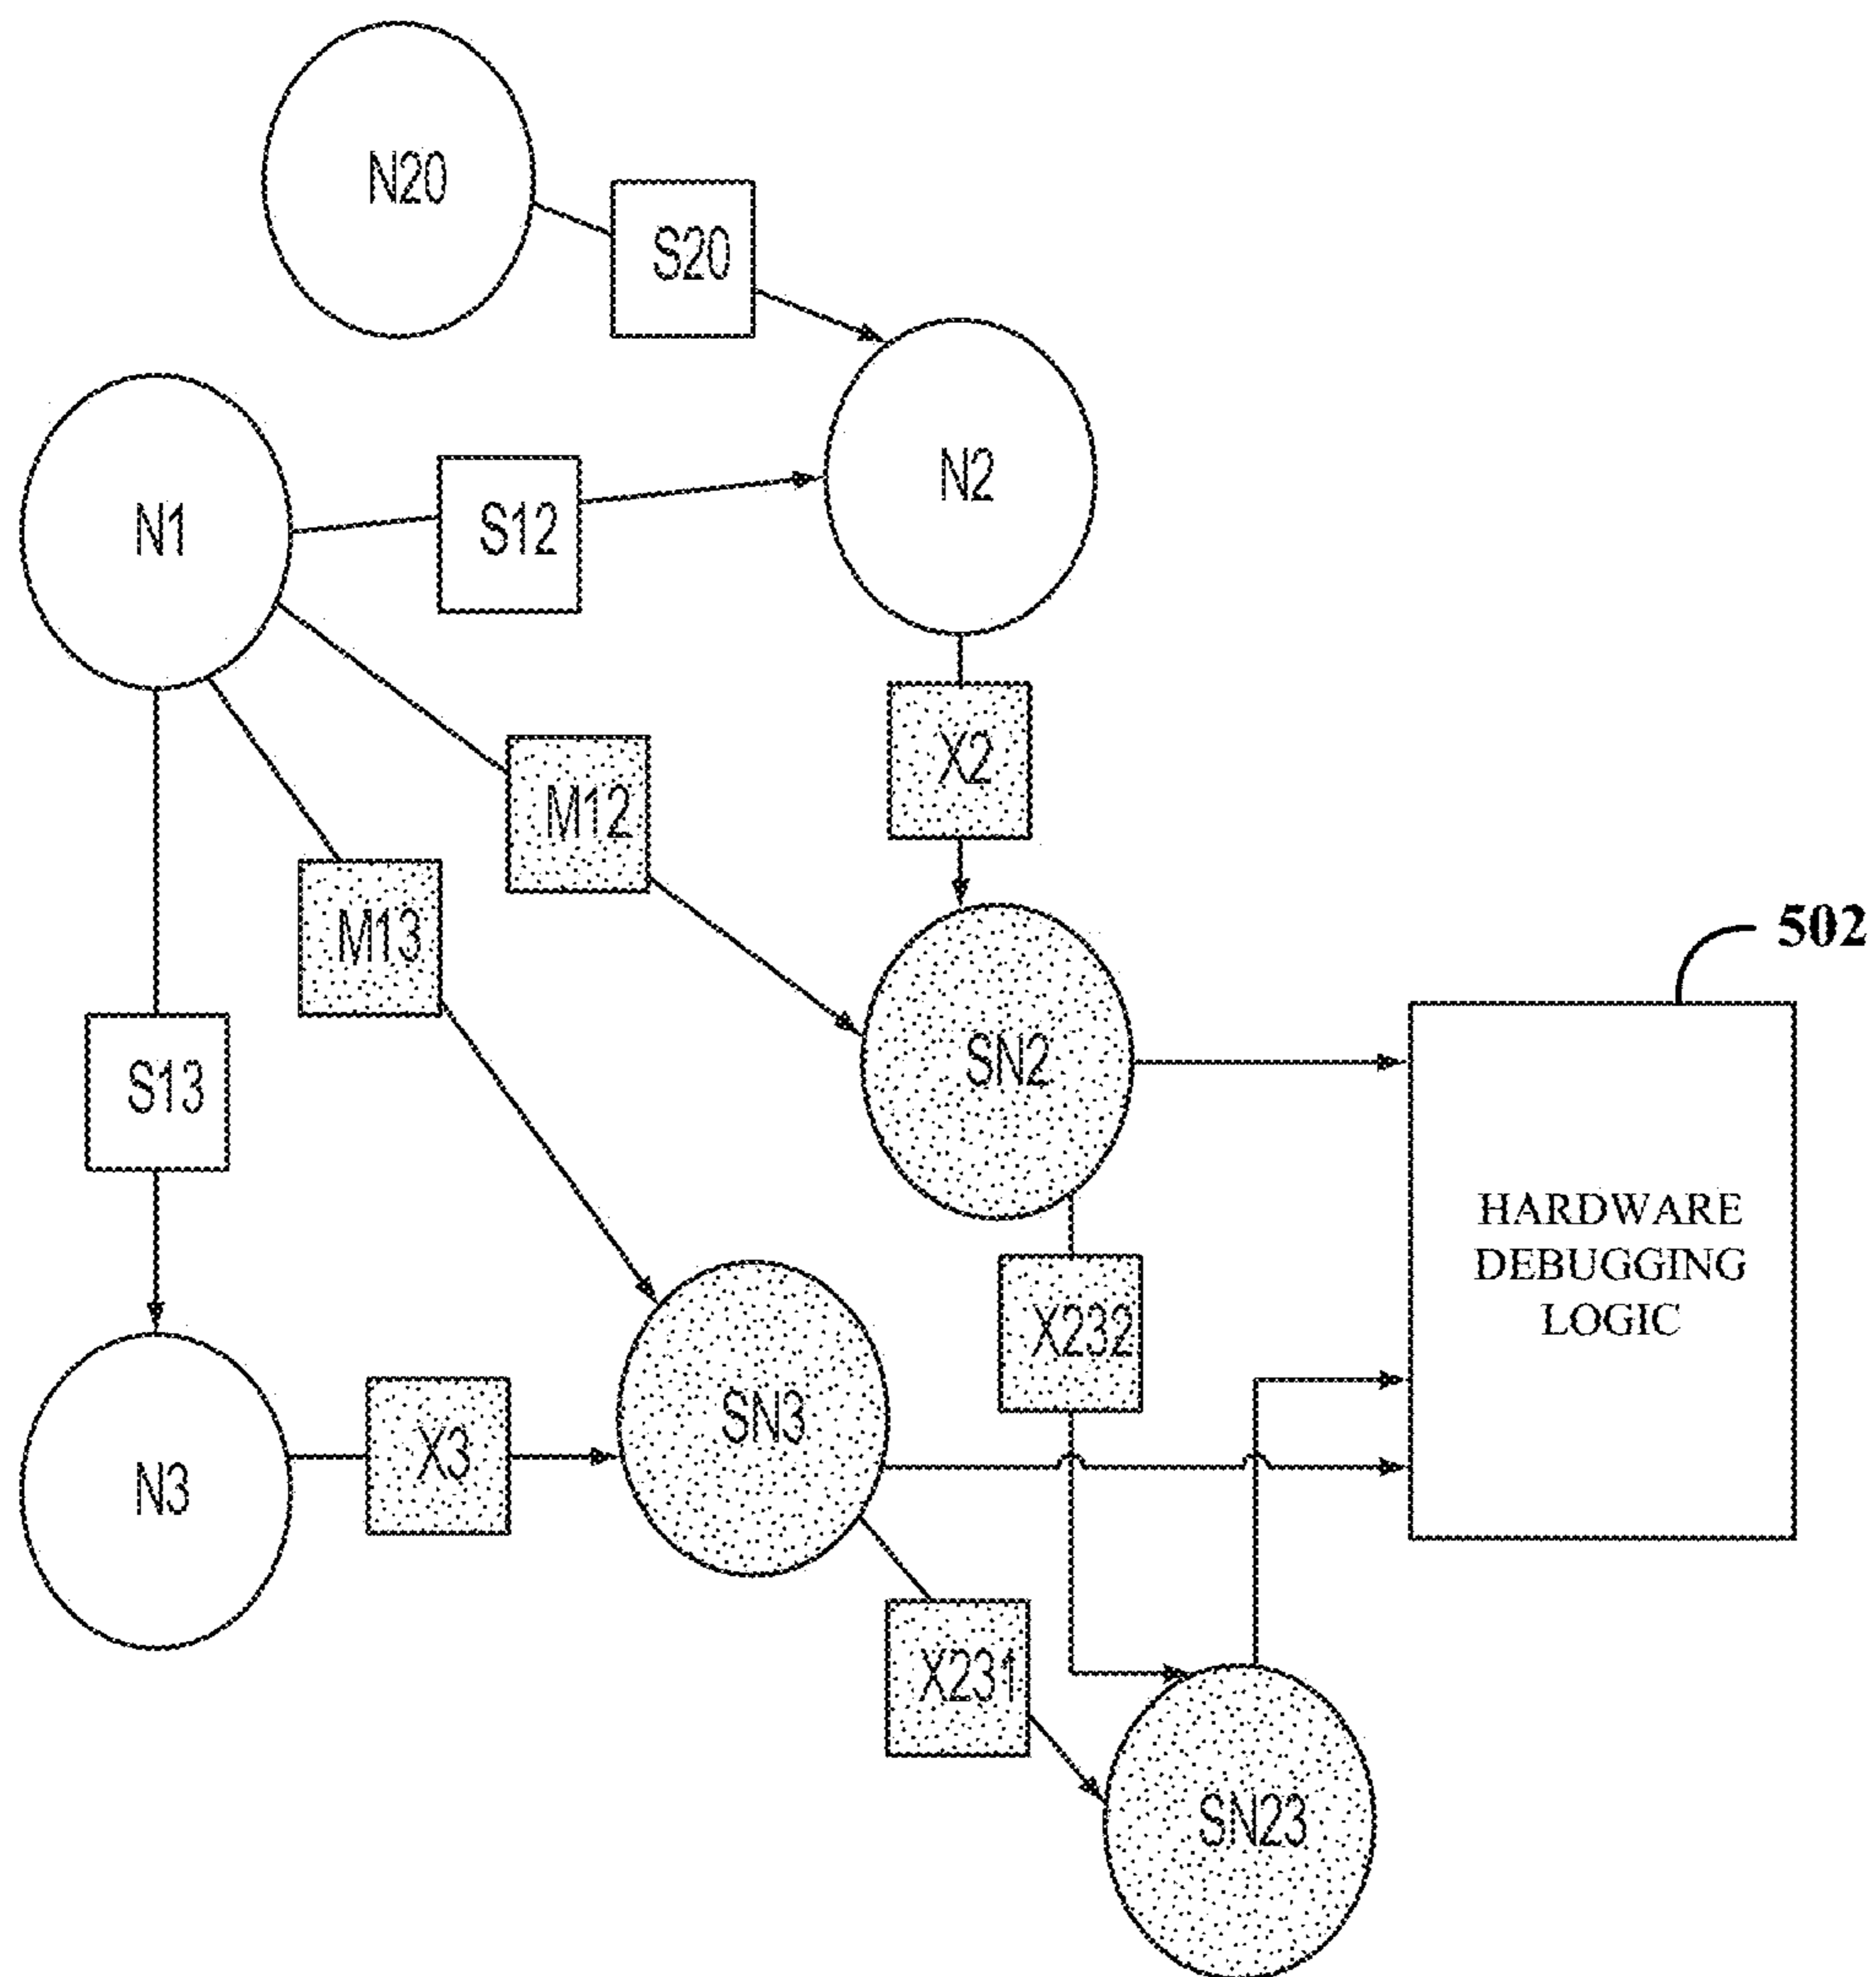 N20
S20
N2
N1
S12
X2
M12
M13
502
SN2
S13
HARDWARE
DEBUGGING
LOGIC
X232
SN3
X3
N3
X231
SN23